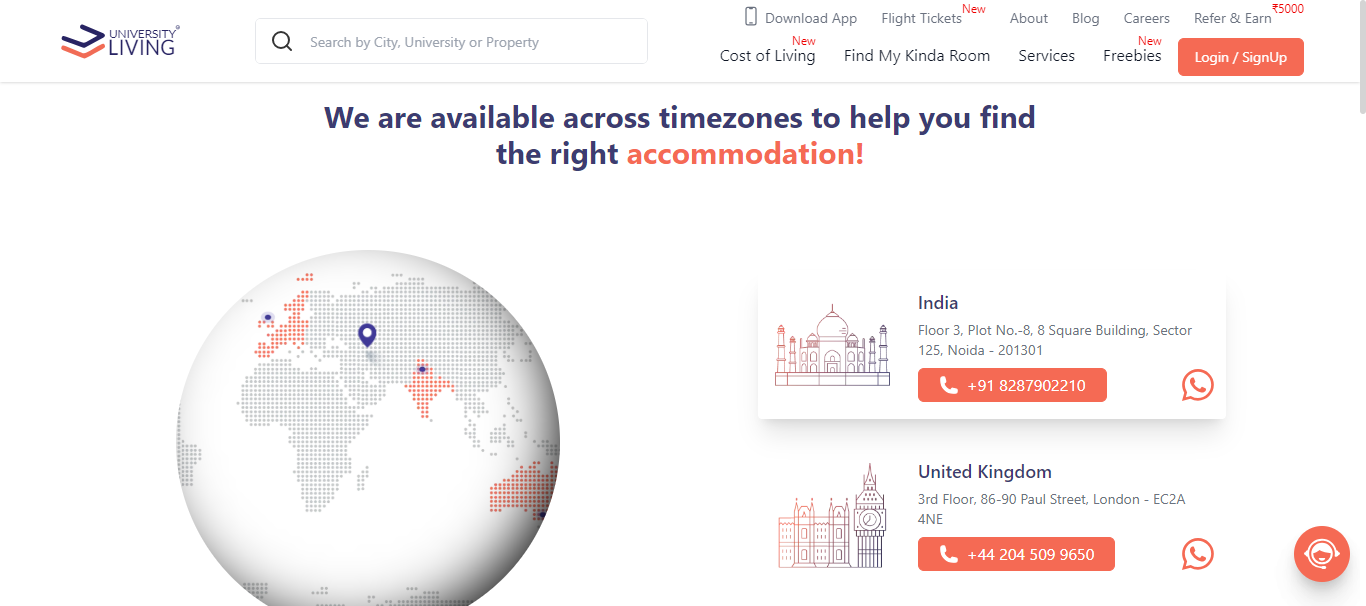 UNIVERSITY
LIVING
Search by City, University or Property
Download App
Flight Tickets
New
About
Blog
Careers
Refer & Earn
₹5000
Cost of Living
New
Find My Kinda Room
Services
Freebies
New
Login / SignUp
We are available across timezones to help you find
the right accommodation!
India
Floor 3, Plot No.-8, 8 Square Building, Sector
125, Noida - 201301
+91 8287902210
United Kingdom
3rd Floor, 86-90 Paul Street, London - EC2A
4NE
+44 204 509 9650